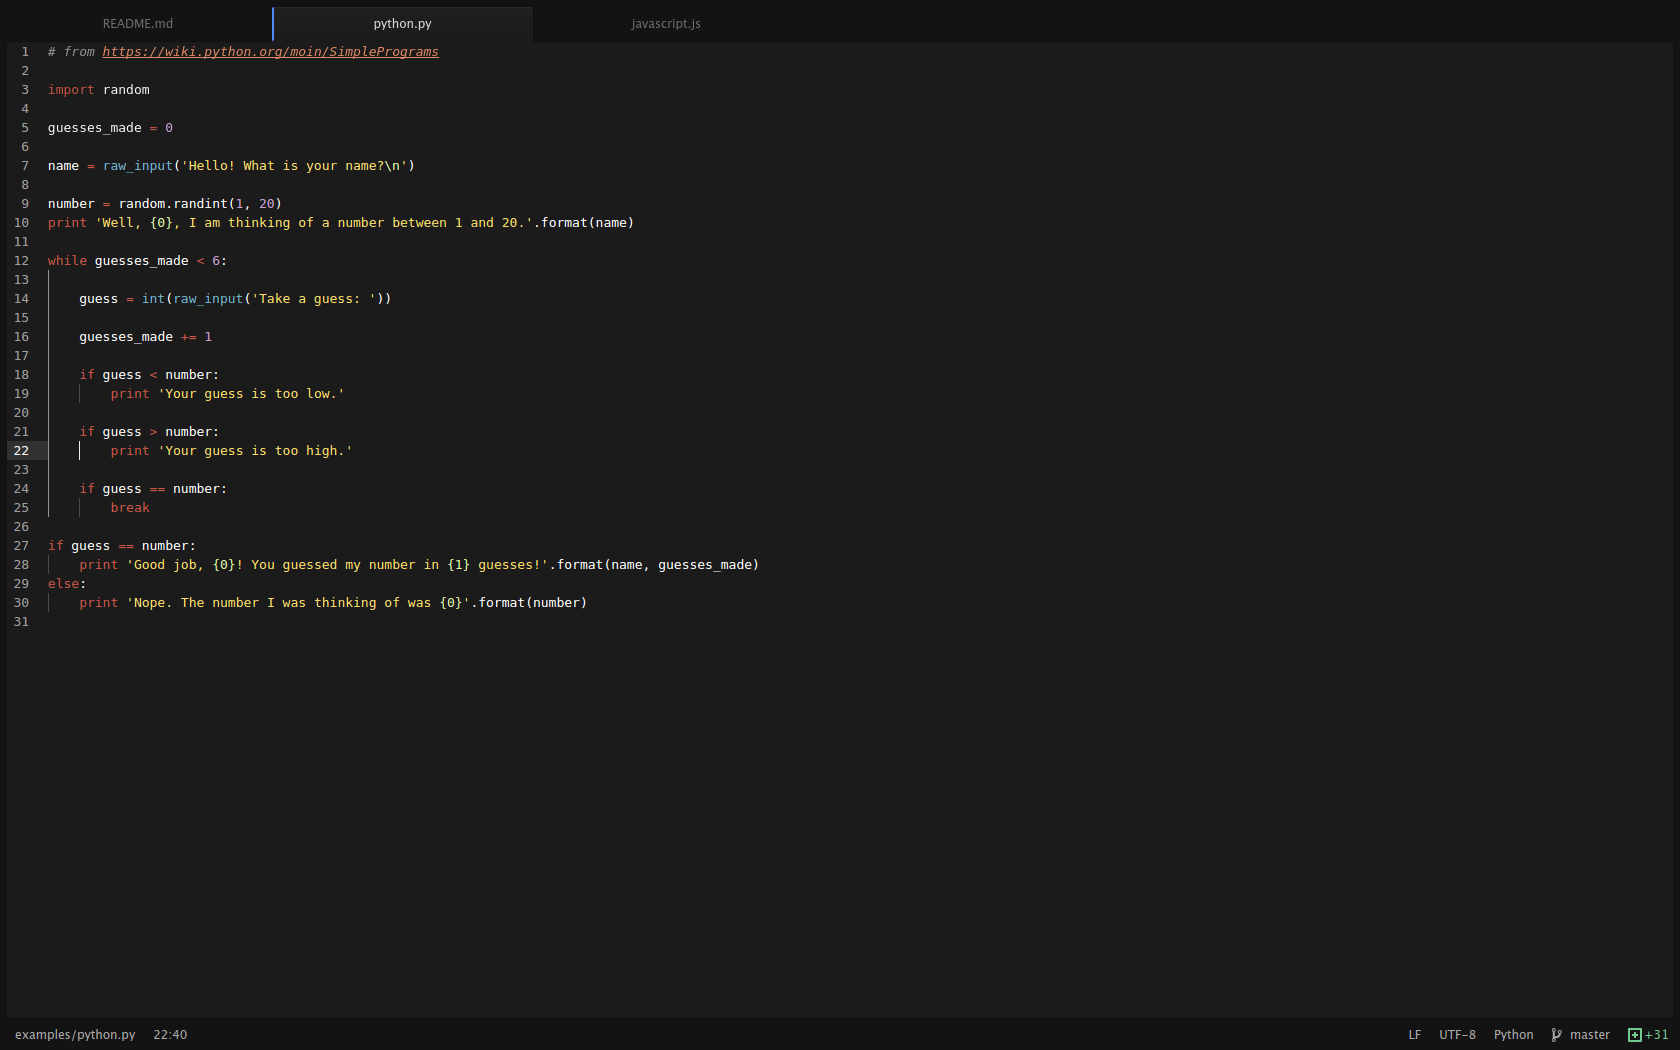 README.md python.py javascript.js
1 # from https://wiki.python.org/moin/SimplePrograms
2
3 import random
4
5 guesses_made = 0
6
7 name = raw_input('Hello! What is your name?\n')
8
9 number = random.randint(1, 20)
10 print 'Well, {0}, I am thinking of a number between 1 and 20.'.format(name)
11
12 while guesses_made < 6:
13
14     guess = int(raw_input('Take a guess: '))
15
16     guesses_made += 1
17
18     if guess < number:
19         print 'Your guess is too low.'
20
21     if guess > number:
22         print 'Your guess is too high.'
23
24     if guess == number:
25         break
26
27 if guess == number:
28     print 'Good job, {0}! You guessed my number in {1} guesses!'.format(name, guesses_made)
29 else:
30     print 'Nope. The number I was thinking of was {0}'.format(number)
31
examples/python.py 22:40 LF UTF-8 Python master +31